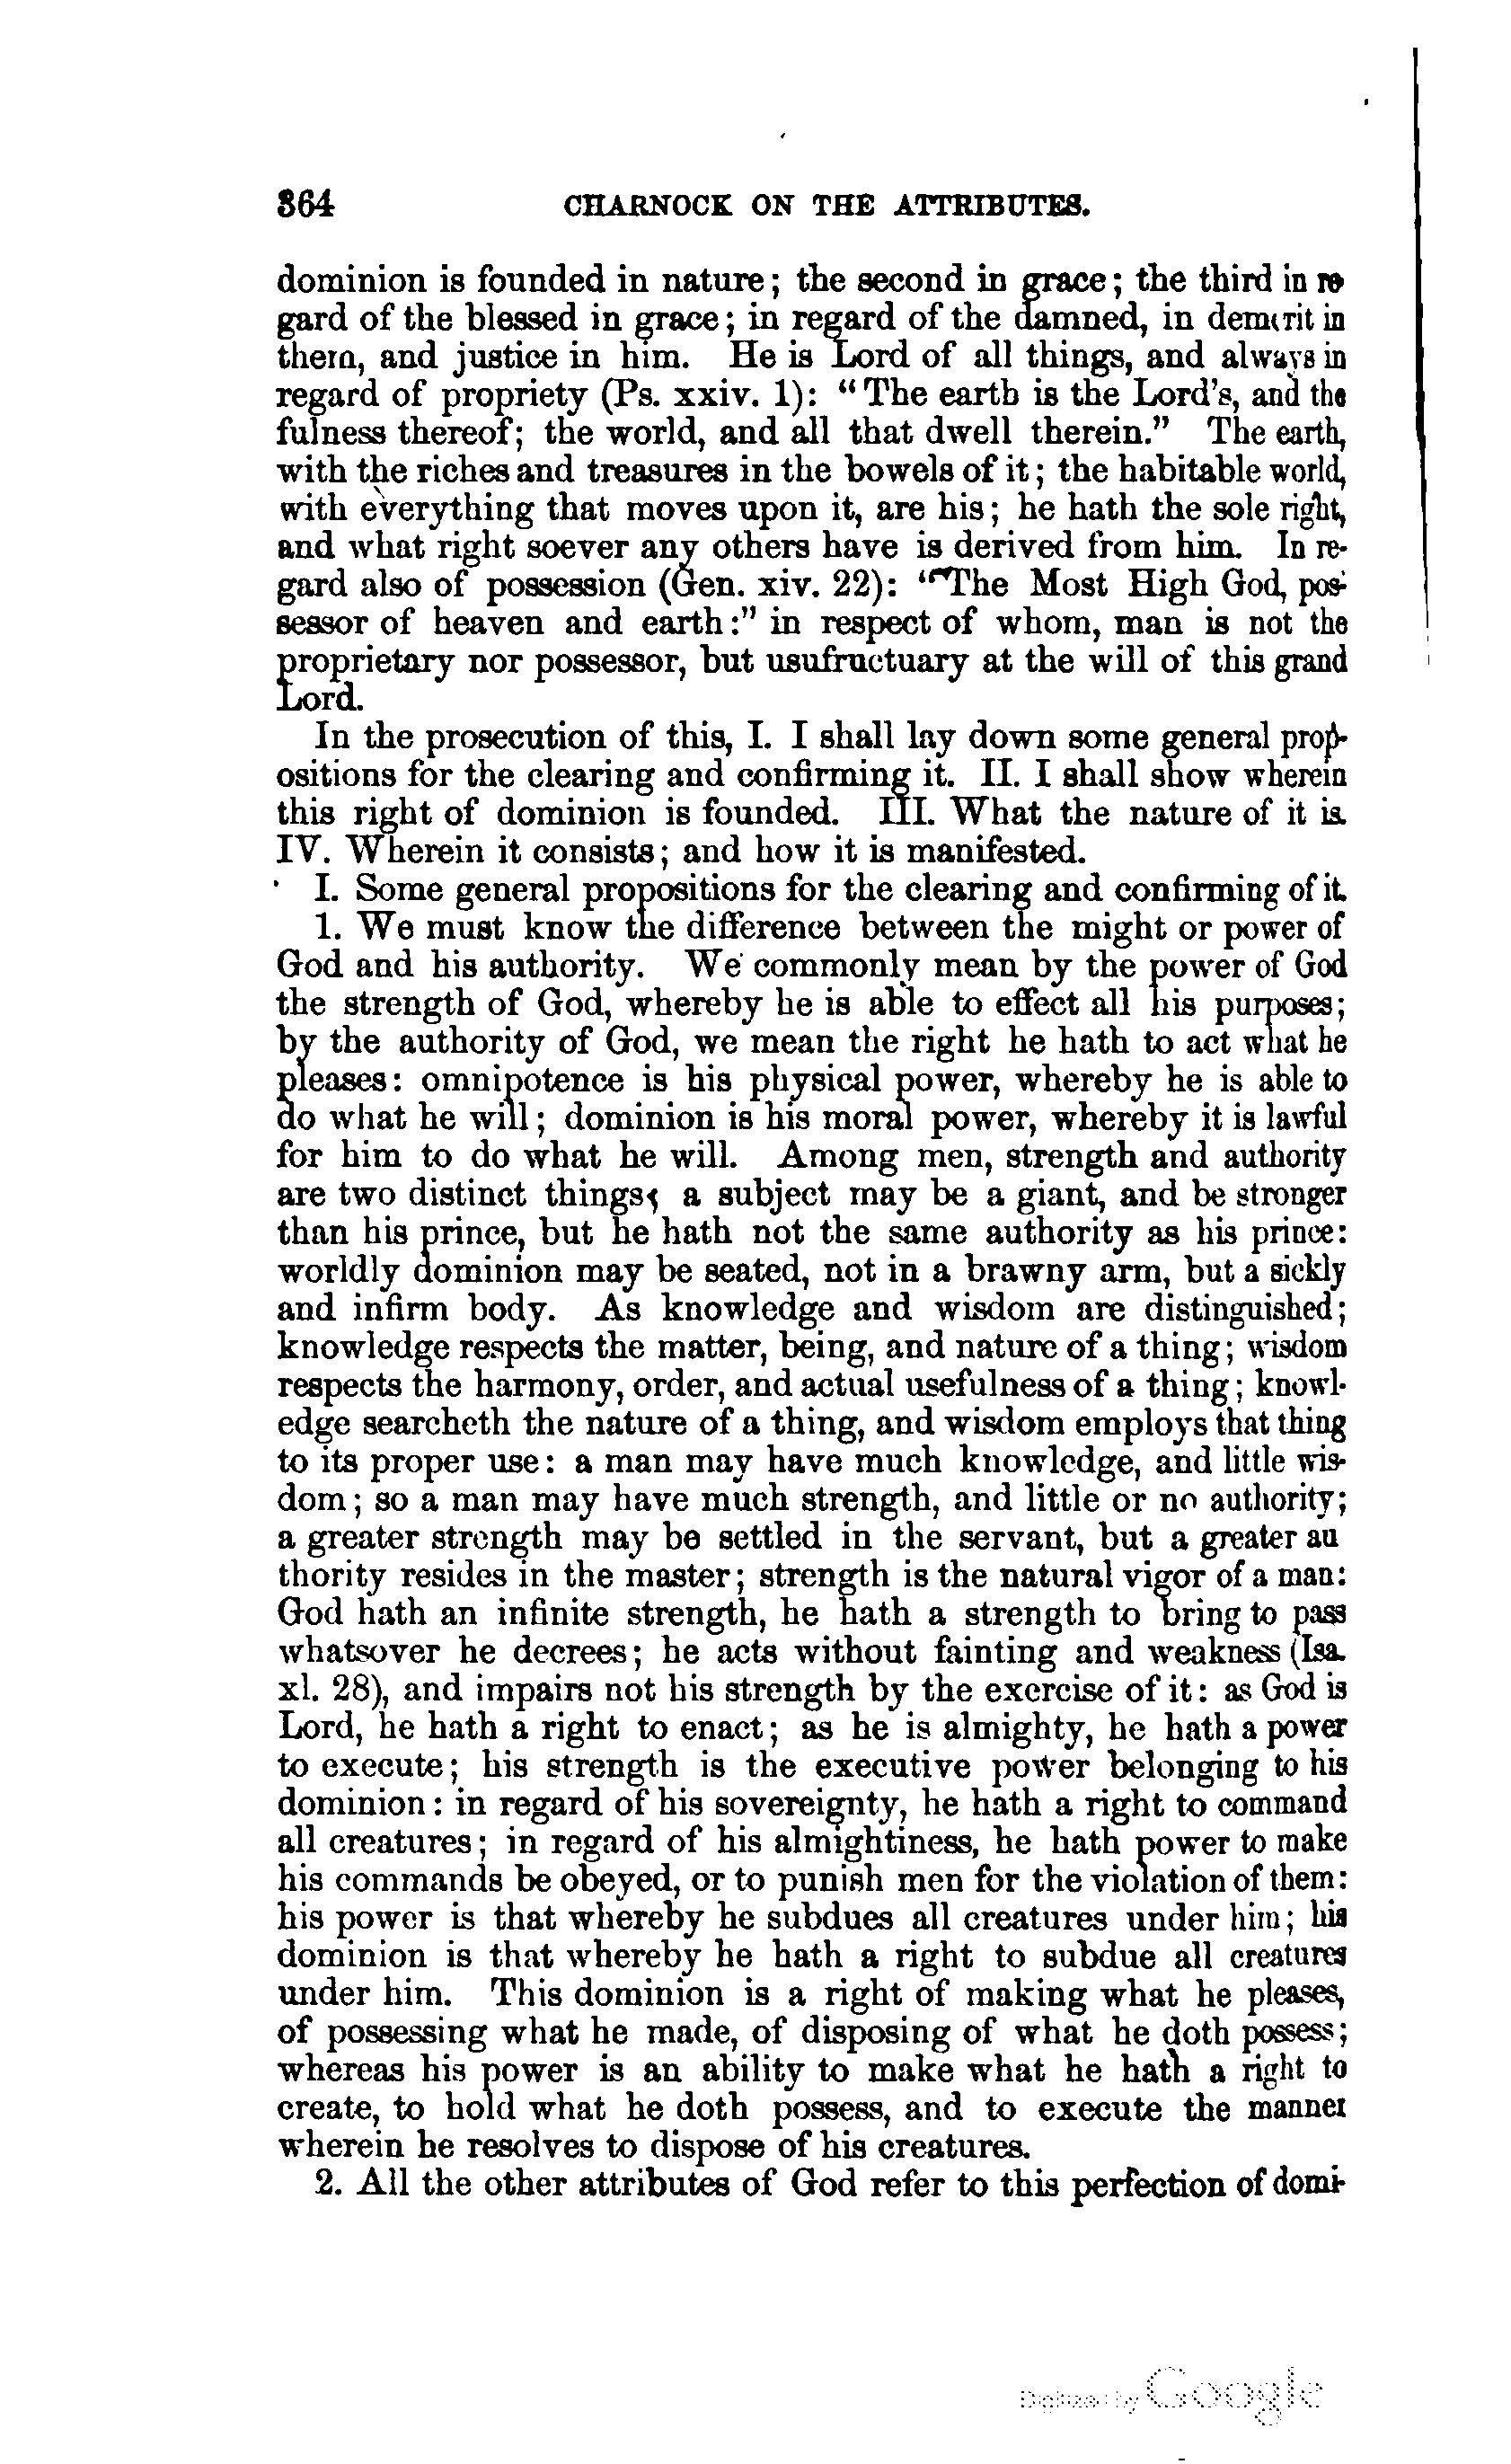 364 CHARNOCK ON THE ATTRIBUTES.
dominion is founded in nature; the second in grace; the third in re
gard of the blessed in grace; in regard of the damned, in demerit in
them, and justice in him. He is Lord of all things, and always in
regard of propriety (Ps. xxiv. 1): "The earth is the Lord's, and the
fulness thereof; the world, and all that dwell therein." The earth,
with the riches and treasures in the bowels of it; the habitable world,
with everything that moves upon it, are his; he hath the sole right,
and what right soever any others have is derived from him. In re-
gard also of possession (Gen. xiv. 22): "The Most High God, pos-
sessor of heaven and earth:" in respect of whom, man is not the
proprietary nor possessor, but usufructuary at the will of this grand
Lord.
In the prosecution of this, I. I shall lay down some general prop-
ositions for the clearing and confirming it. II. I shall show wherein
this right of dominion is founded. III. What the nature of it is.
IV. Wherein it consists; and how it is manifested.
I. Some general propositions for the clearing and confirming of it.
1. We must know the difference between the might or power of
God and his authority. We commonly mean by the power of God
the strength of God, whereby he is able to effect all his purposes;
by the authority of God, we mean the right he hath to act what he
pleases: omnipotence is his physical power, whereby he is able to
do what he will; dominion is his moral power, whereby it is lawful
for him to do what he will. Among men, strength and authority
are two distinct things; a subject may be a giant, and be stronger
than his prince, but he hath not the same authority as his prince:
worldly dominion may be seated, not in a brawny arm, but a sickly
and infirm body. As knowledge and wisdom are distinguished;
knowledge respects the matter, being, and nature of a thing; wisdom
respects the harmony, order, and actual usefulness of a thing; knowl-
edge searcheth the nature of a thing, and wisdom employs that thing
to its proper use: a man may have much knowledge, and little wis-
dom; so a man may have much strength, and little or no authority;
a greater strength may be settled in the servant, but a greater au
thority resides in the master; strength is the natural vigor of a man:
God hath an infinite strength, he hath a strength to bring to pass
whatsover he decrees; he acts without fainting and weakness (Isa.
xl. 28), and impairs not his strength by the exercise of it: as God is
Lord, he hath a right to enact; as he is almighty, he hath a power
to execute; his strength is the executive power belonging to his
dominion: in regard of his sovereignty, he hath a right to command
all creatures; in regard of his almightiness, he hath power to make
his commands be obeyed, or to punish men for the violation of them:
his power is that whereby he subdues all creatures under him; his
dominion is that whereby he hath a right to subdue all creatures
under him. This dominion is a right of making what he pleases,
of possessing what he made, of disposing of what he doth possess;
whereas his power is an ability to make what he hath a right to
create, to hold what he doth possess, and to execute the manner
wherein he resolves to dispose of his creatures.
2. All the other attributes of God refer to this perfection of domi-
Digitized by Google